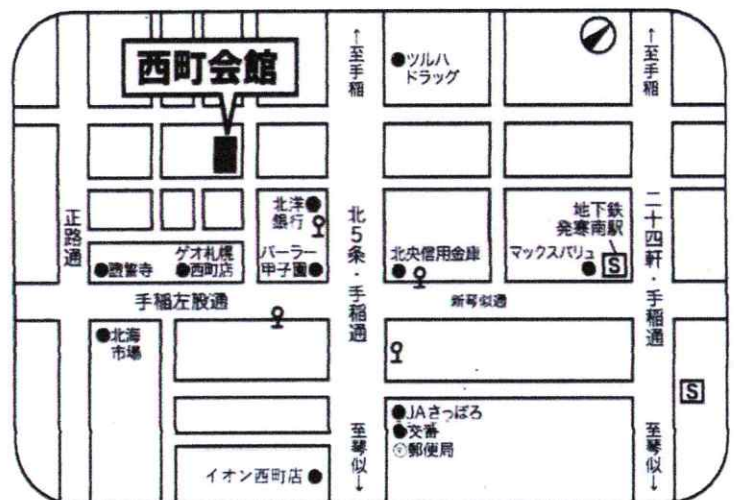 西町会館
↑至手稲
ツルハ
ドラッグ
↑至手稲
正路通
北洋
銀行
北5条・手稲通
地下鉄
発寒南駅
二十四軒・手稲通
ゲオ札幌
西町店
パーラー
甲子園
北央信用金庫
マックスバリュ
S
手稲左股通
新琴似通
北海
市場
S
JAさっぽろ
交番
郵便局
至琴似↓
至琴似↓
イオン西町店